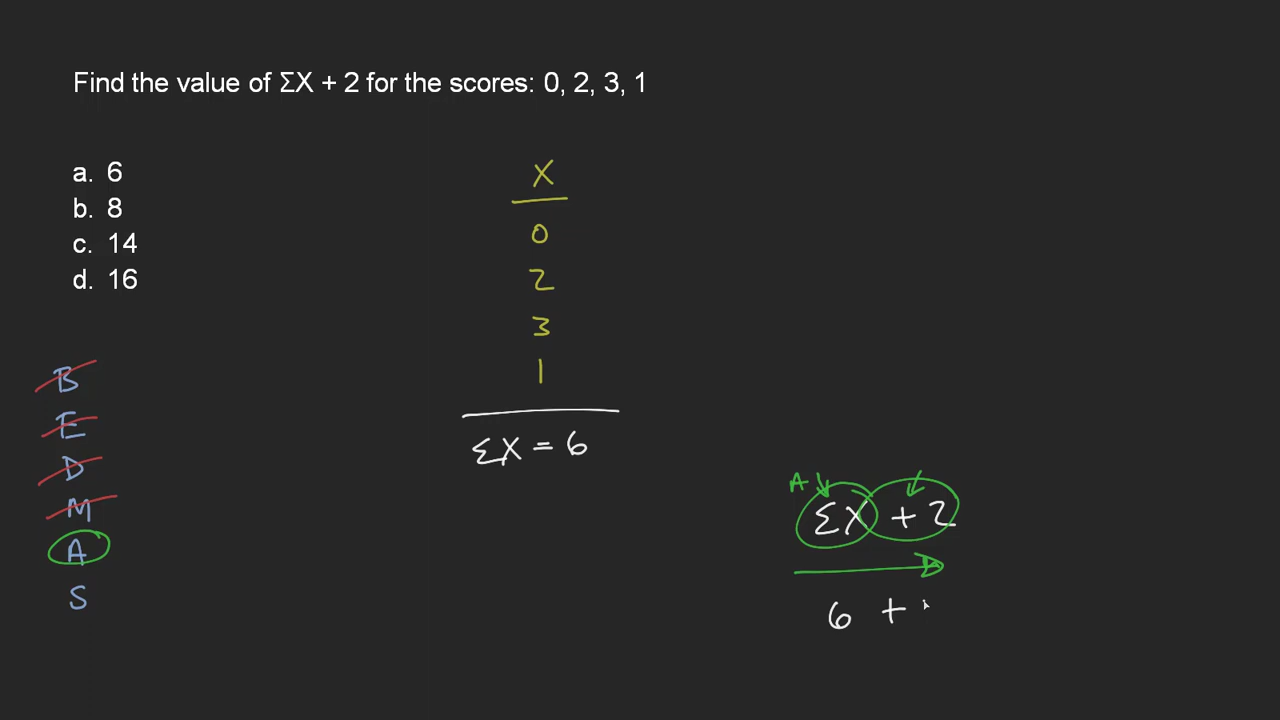 Find the value of ΣX + 2 for the scores: 0, 2, 3, 1
a. 6
b. 8
c. 14
d. 16
X
0
2
3
1
ΣX = 6
B
E
D
M
A
S
A
ΣX + 2
6 +